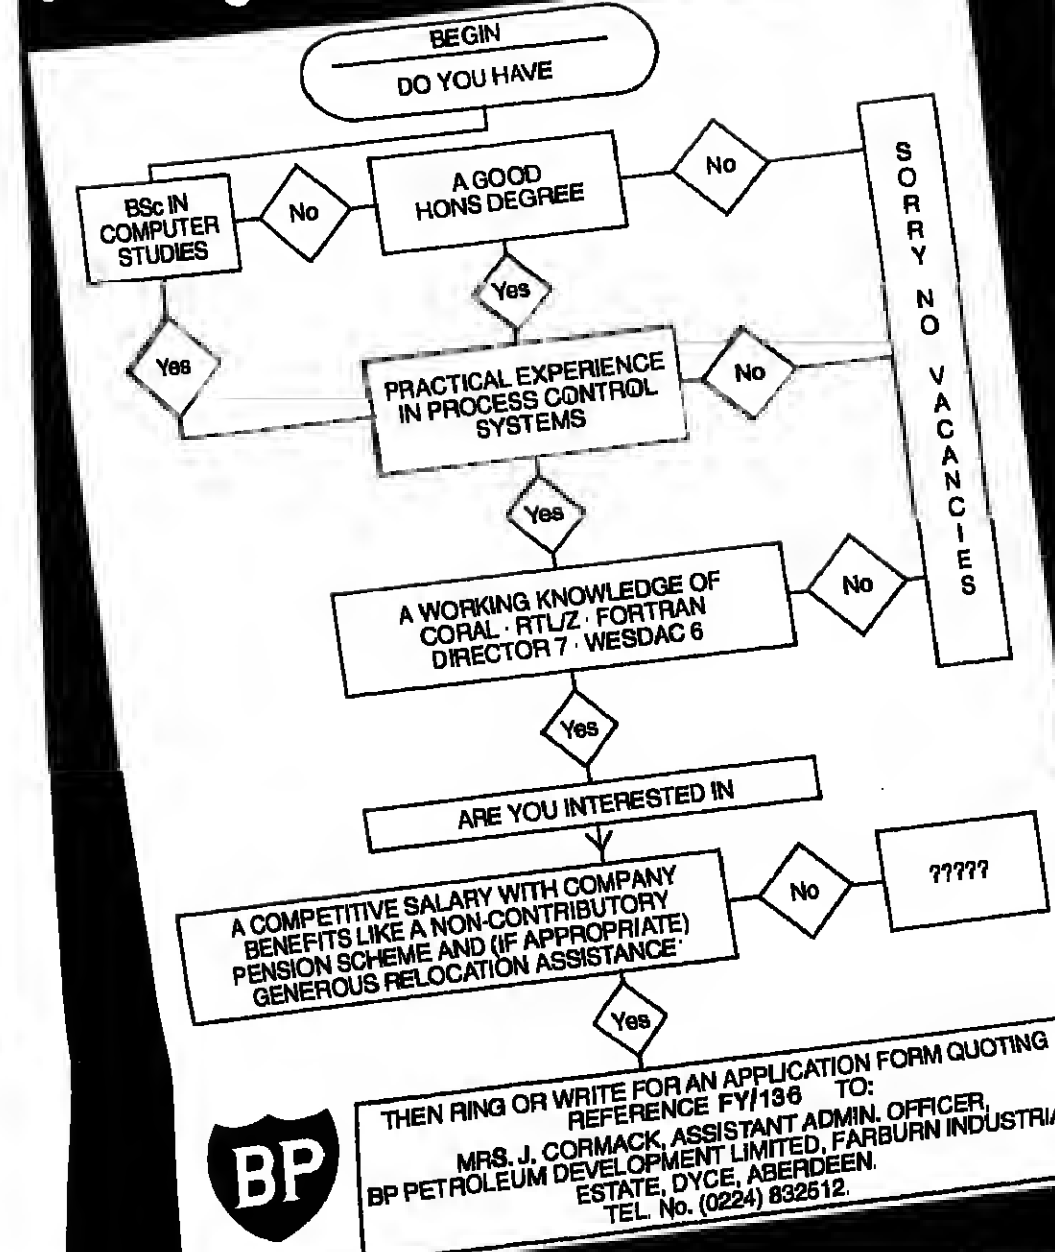 BEGIN
DO YOU HAVE
BSc IN
COMPUTER
STUDIES
No
A GOOD
HONS DEGREE
No
Yes
Yes
PRACTICAL EXPERIENCE
IN PROCESS CONTROL
SYSTEMS
No
SORRY NO VACANCIES
Yes
A WORKING KNOWLEDGE OF
CORAL · RTL/Z · FORTRAN
DIRECTOR 7 · WESDAC 6
No
Yes
ARE YOU INTERESTED IN
A COMPETITIVE SALARY WITH COMPANY
BENEFITS LIKE A NON-CONTRIBUTORY
PENSION SCHEME AND (IF APPROPRIATE)
GENEROUS RELOCATION ASSISTANCE
No
?????
Yes
THEN RING OR WRITE FOR AN APPLICATION FORM QUOTING
REFERENCE FY/136 TO:
MRS. J. CORMACK, ASSISTANT ADMIN. OFFICER,
BP PETROLEUM DEVELOPMENT LIMITED, FARBURN INDUSTRIA
ESTATE, DYCE, ABERDEEN.
TEL. No. (0224) 832512.
BP